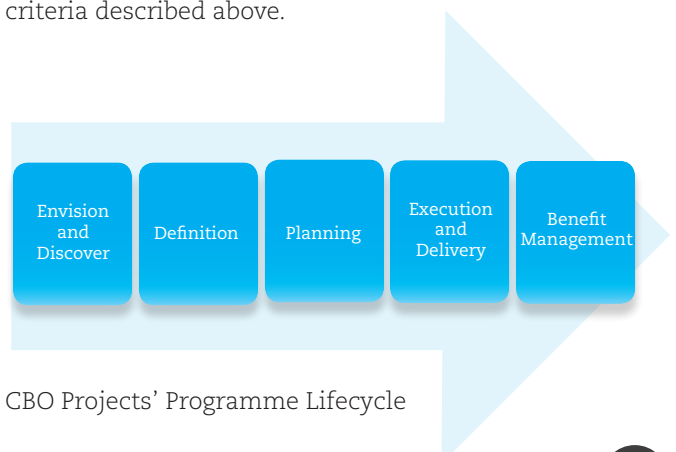 criteria described above.
Envision
and
Discover
Definition
Planning
Execution
and
Delivery
Benefit
Management
CBO Projects’ Programme Lifecycle